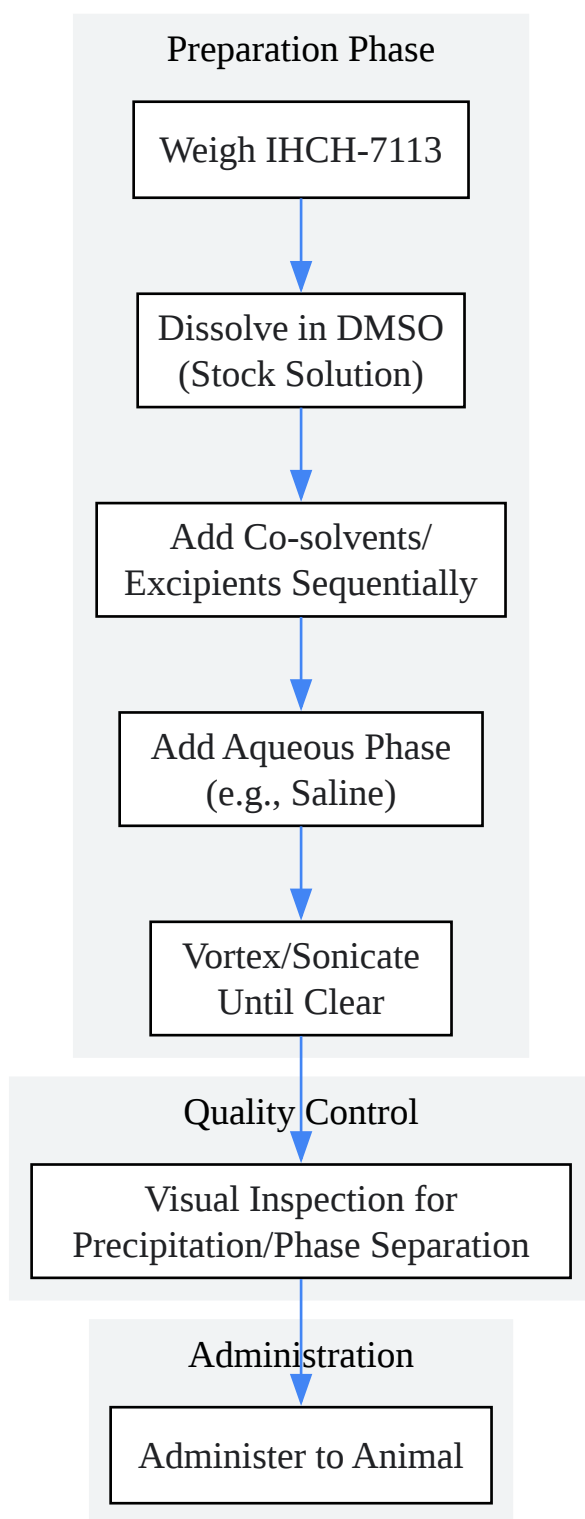 Preparation Phase
Weigh IHCH-7113
Dissolve in DMSO
(Stock Solution)
Add Co-solvents/
Excipients Sequentially
Add Aqueous Phase
(e.g., Saline)
Vortex/Sonicate
Until Clear
Quality Control
Visual Inspection for
Precipitation/Phase Separation
Administration
Administer to Animal